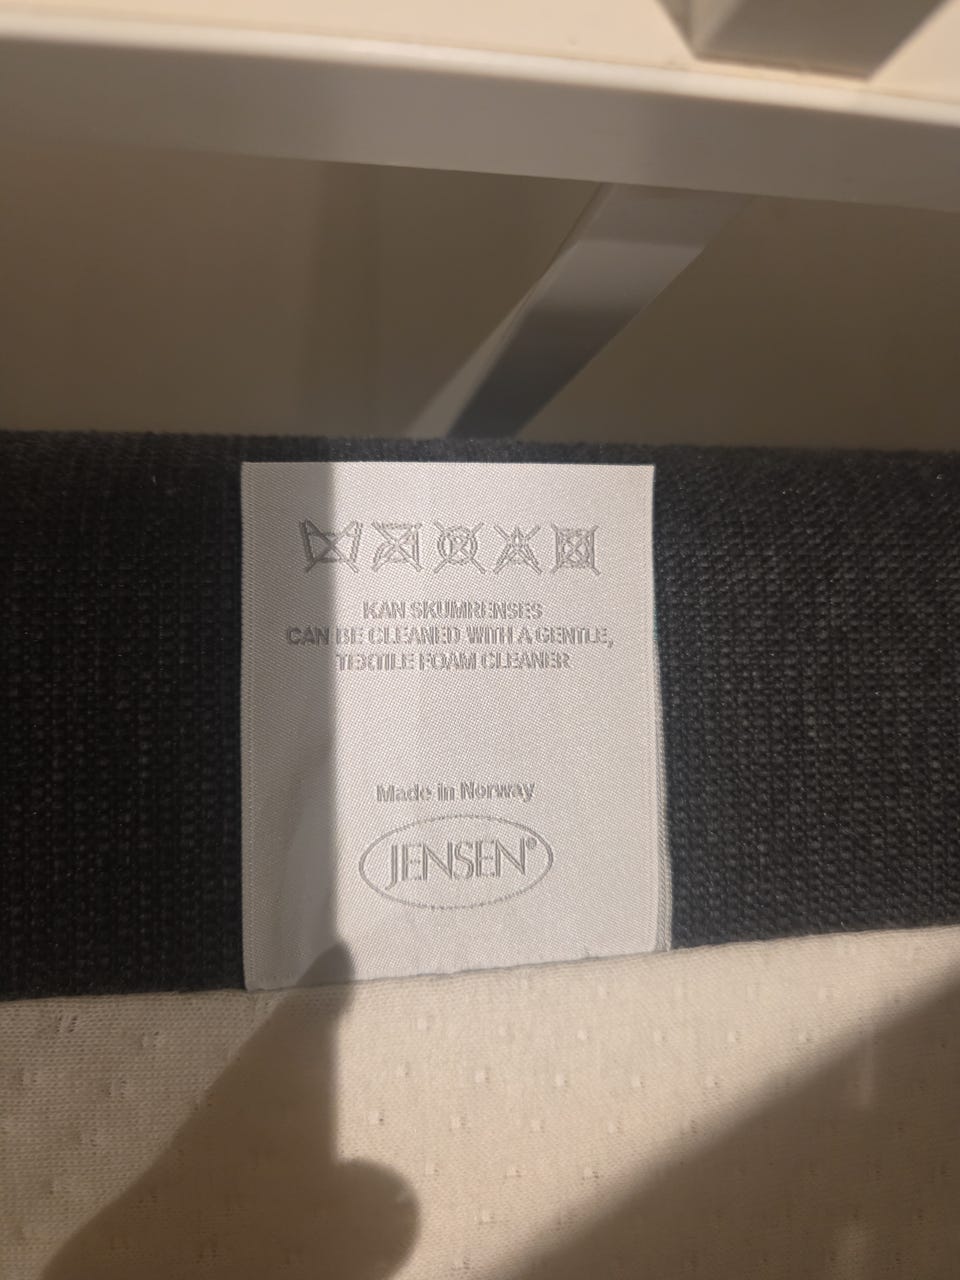 KAN SKUMRENSES
CAN BE CLEANED WITH A GENTLE,
TEXTILE FOAM CLEANER
Made in Norway
JENSEN®